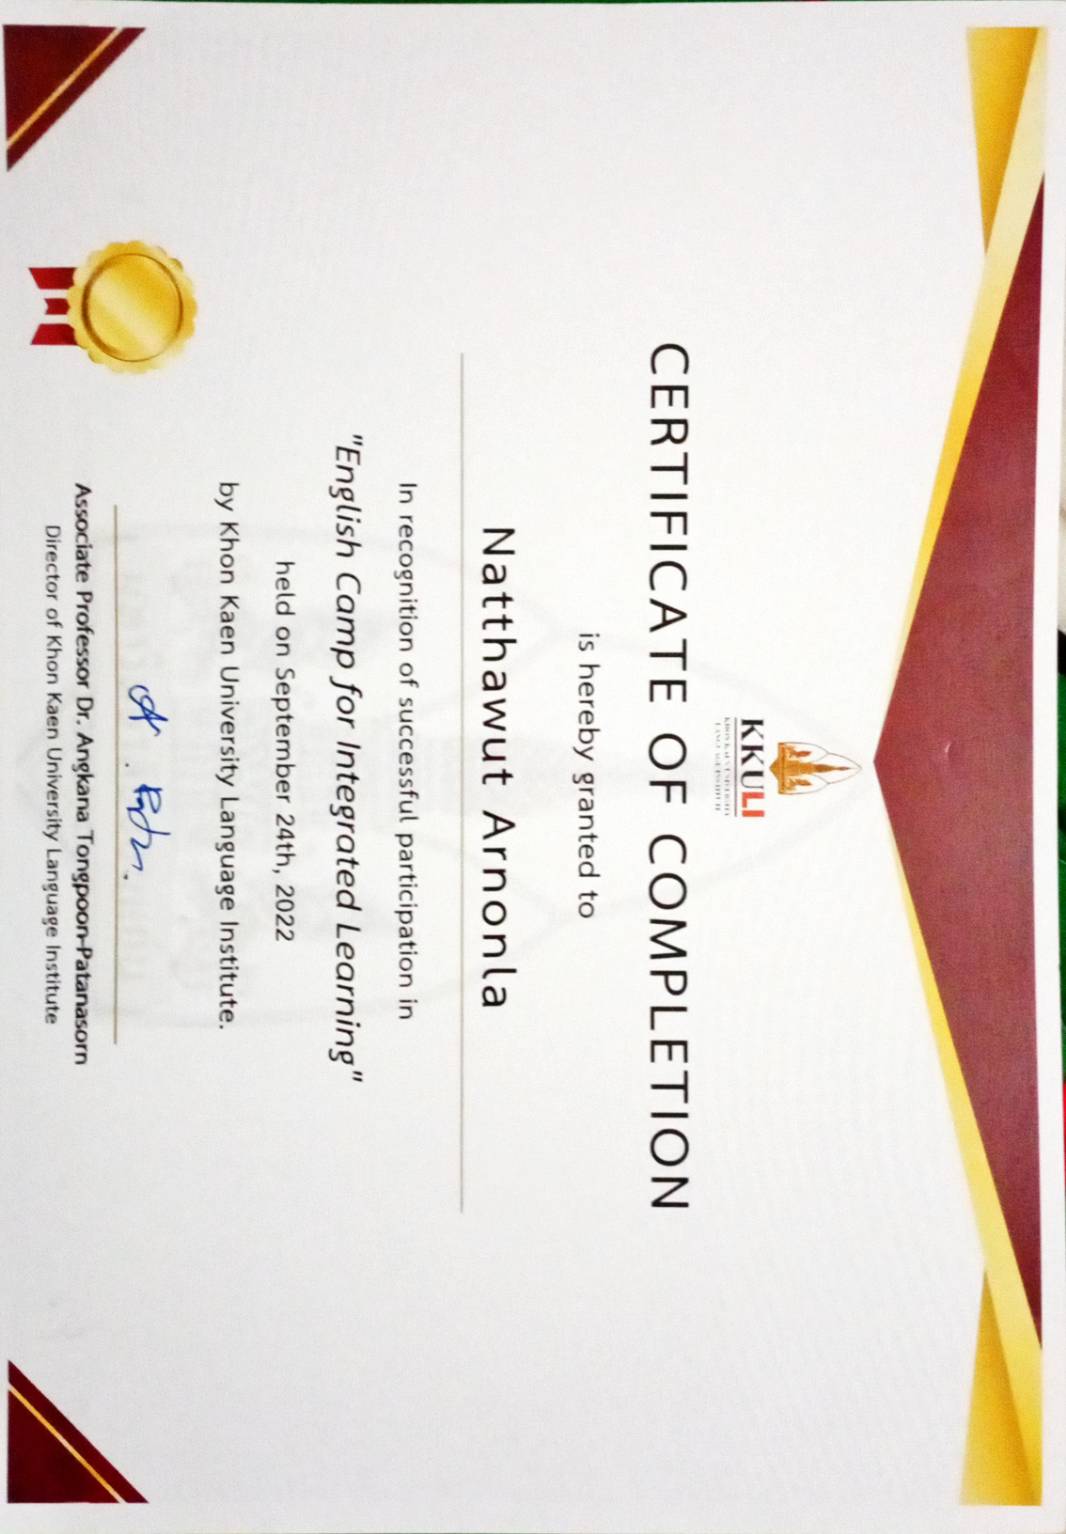 KKULI
KHON KAEN UNIVERSITY
LANGUAGE INSTITUTE
CERTIFICATE OF COMPLETION
is hereby granted to
Natthawut Arnonla
In recognition of successful participation in
"English Camp for Integrated Learning"
held on September 24th, 2022
by Khon Kaen University Language Institute.
Associate Professor Dr. Angkana Tongpoon-Patanasorn
Director of Khon Kaen University Language Institute